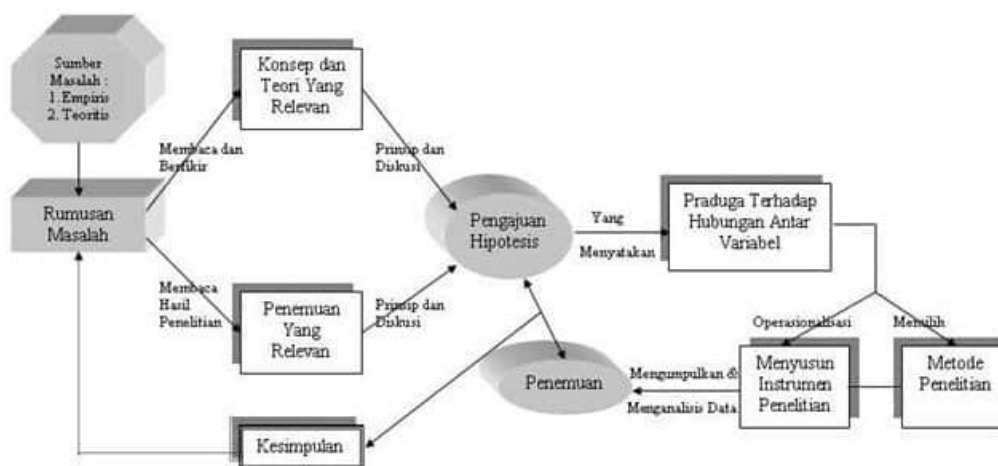 Sumber
Masalah :
1. Empiris
2. Teoritis
Konsep dan
Teori Yang
Relevan
Membaca dan
Berfikir
Prinsip dan
Diskusi
Rumusan
Masalah
Pengajuan
Hipotesis
Yang
Menyatakan
Praduga Terhadap
Hubungan Antar
Variabel
Membaca
Hasil
Penelitian
Penemuan
Yang
Relevan
Prinsip dan
Diskusi
Operasionalisasi
Memilih
Penemuan
Mengumpulkan &
Menganalisis Data
Menyusun
Instrumen
Penelitian
Metode
Penelitian
Kesimpulan